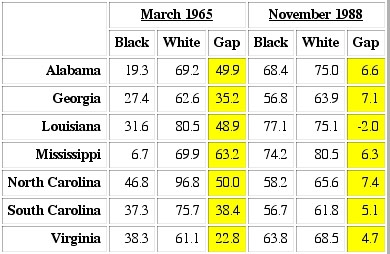 March 1965 November 1988
Black White Gap Black White Gap
Alabama 19.3 69.2 49.9 68.4 75.0 6.6
Georgia 27.4 62.6 35.2 56.8 63.9 7.1
Louisiana 31.6 80.5 48.9 77.1 75.1 -2.0
Mississippi 6.7 69.9 63.2 74.2 80.5 6.3
North Carolina 46.8 96.8 50.0 58.2 65.6 7.4
South Carolina 37.3 75.7 38.4 56.7 61.8 5.1
Virginia 38.3 61.1 22.8 63.8 68.5 4.7